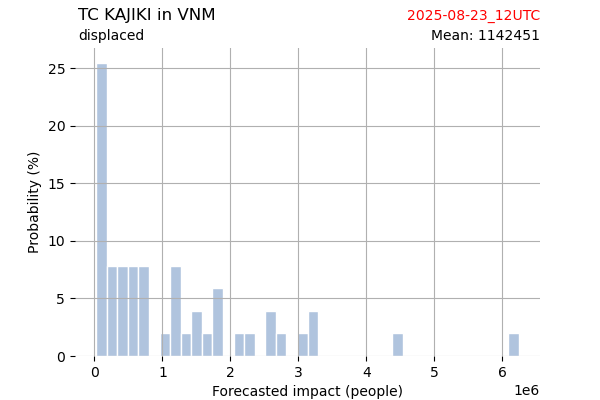 TC KAJIKI in VNM
2025-08-23_12UTC
displaced
Mean: 1142451
Probability (%)
25
20
15
10
5
0
0 1 2 3 4 5 6
1e6
Forecasted impact (people)